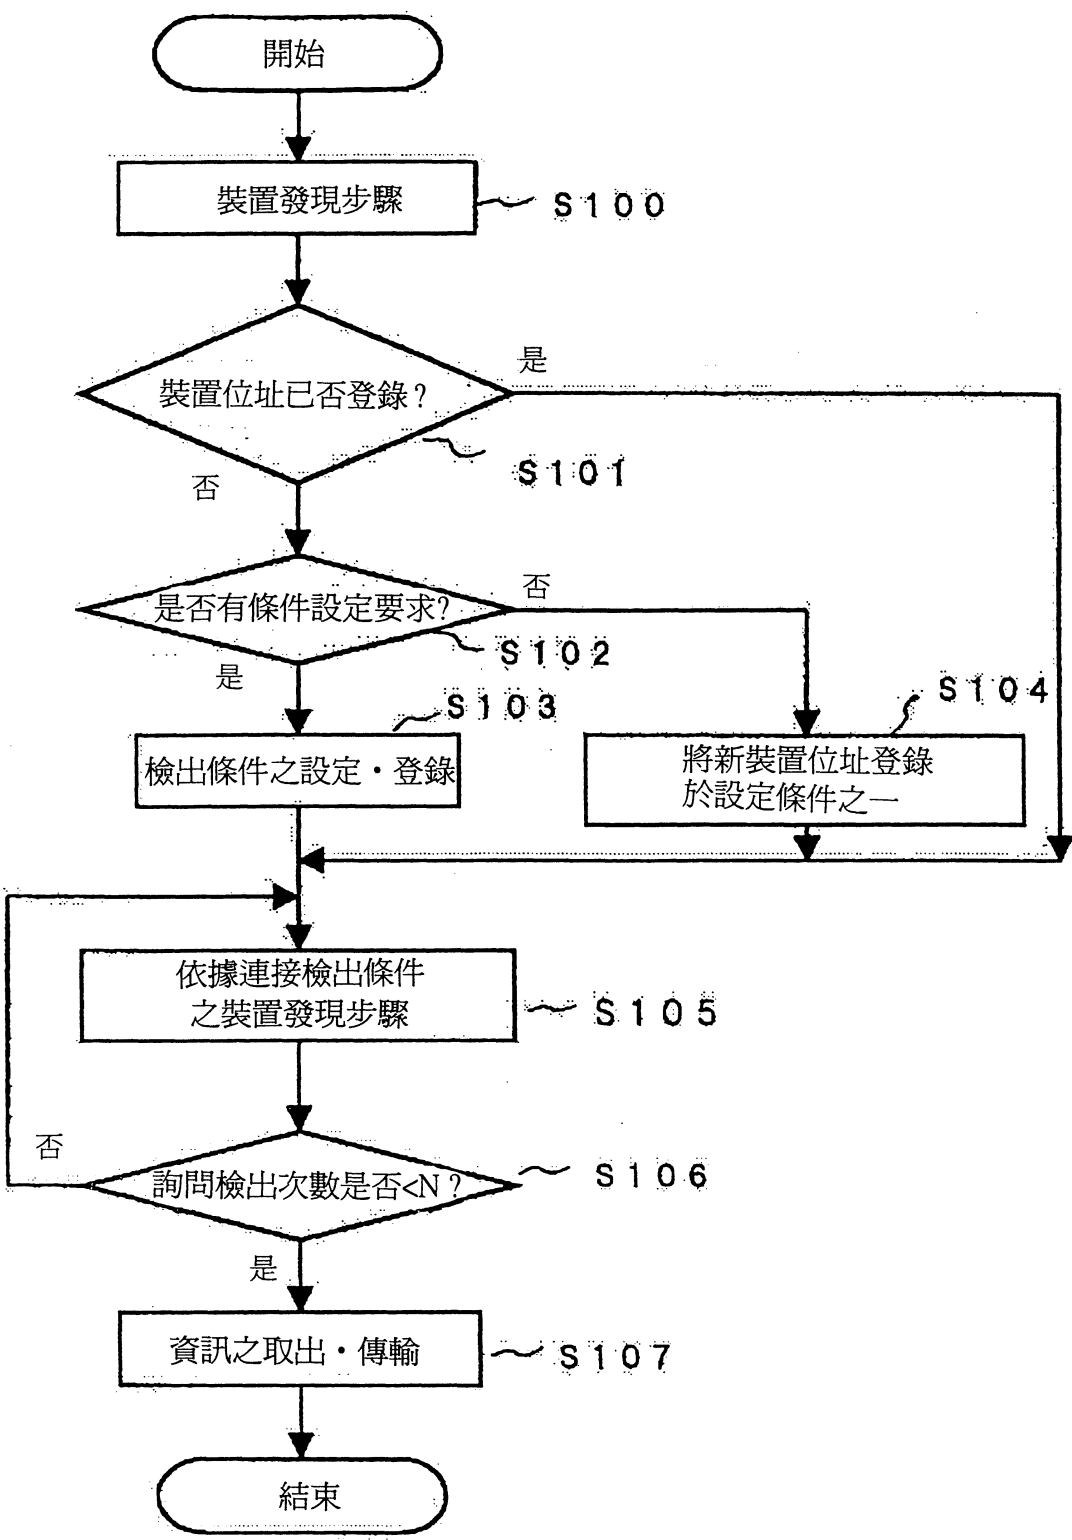 開始
裝置發現步驟
S100
是
裝置位址已否登錄？
S101
否
否
是否有條件設定要求?
S102
是
S103
S104
檢出條件之設定・登錄
將新裝置位址登錄
於設定條件之一
依據連接檢出條件
之裝置發現步驟
S105
否
詢問檢出次數是否<N？
S106
是
資訊之取出・傳輸
S107
結束